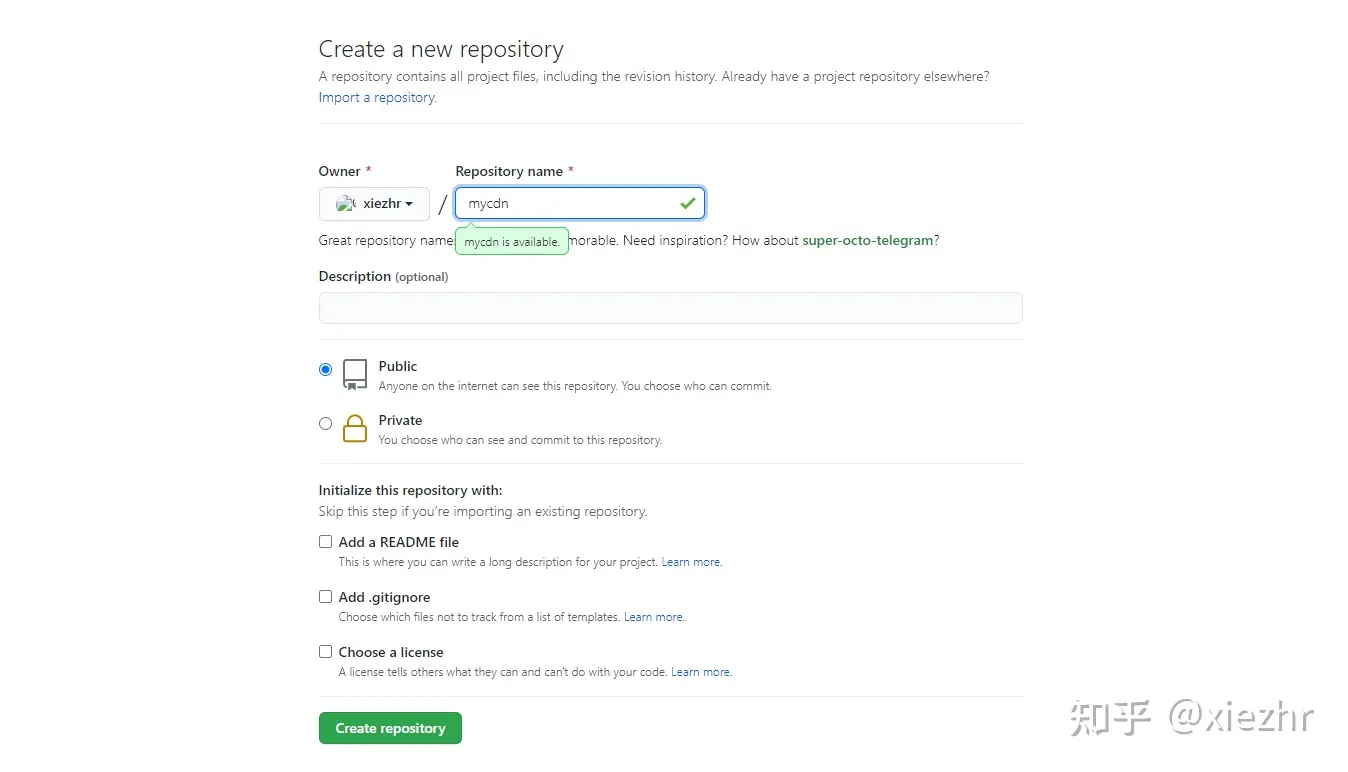 Create a new repository
A repository contains all project files, including the revision history. Already have a project repository elsewhere?
Import a repository.
Owner * Repository name *
xiezhr / mycdn
Great repository names morable. Need inspiration? How about super-octo-telegram?
mycdn is available.
Description (optional)
Public
Anyone on the internet can see this repository. You choose who can commit.
Private
You choose who can see and commit to this repository.
Initialize this repository with:
Skip this step if you're importing an existing repository.
Add a README file
This is where you can write a long description for your project. Learn more.
Add .gitignore
Choose which files not to track from a list of templates. Learn more.
Choose a license
A license tells others what they can and can't do with your code. Learn more.
Create repository
知乎 @xiezhr